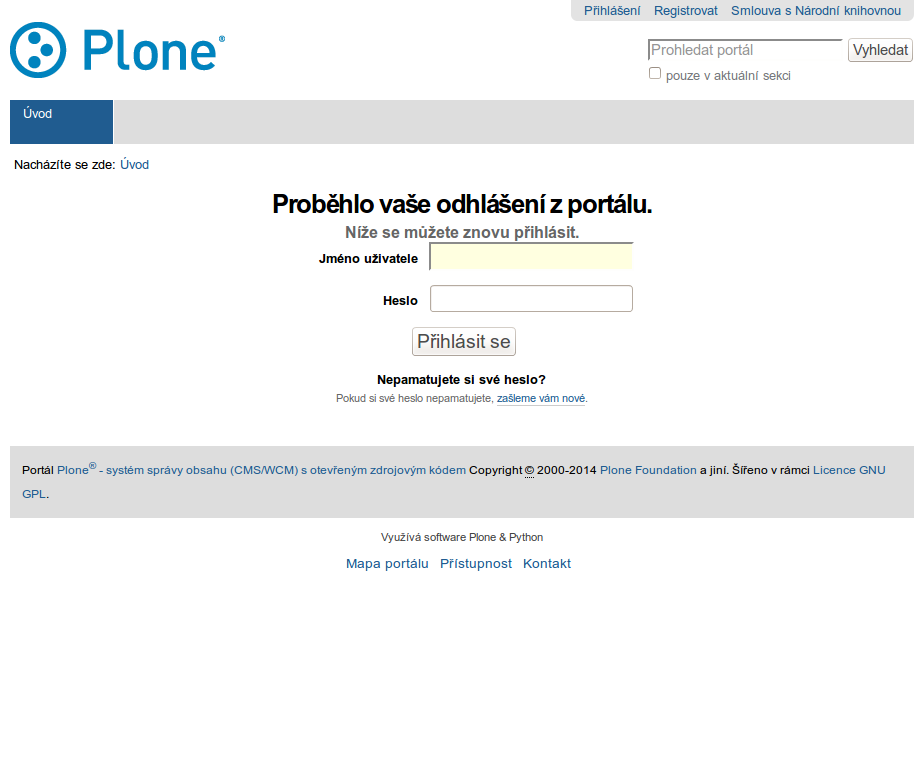 Přihlášení Registrovat Smlouva s Národní knihovnou
Plone®
Prohledat portál Vyhledat
pouze v aktuální sekci
Úvod
Nacházíte se zde: Úvod
Proběhlo vaše odhlášení z portálu.
Níže se můžete znovu přihlásit.
Jméno uživatele
Heslo
Přihlásit se
Nepamatujete si své heslo?
Pokud si své heslo nepamatujete, zašleme vám nové.
Portál Plone® - systém správy obsahu (CMS/WCM) s otevřeným zdrojovým kódem Copyright © 2000-2014 Plone Foundation a jiní. Šířeno v rámci Licence GNU
GPL.
Využívá software Plone & Python
Mapa portálu Přístupnost Kontakt